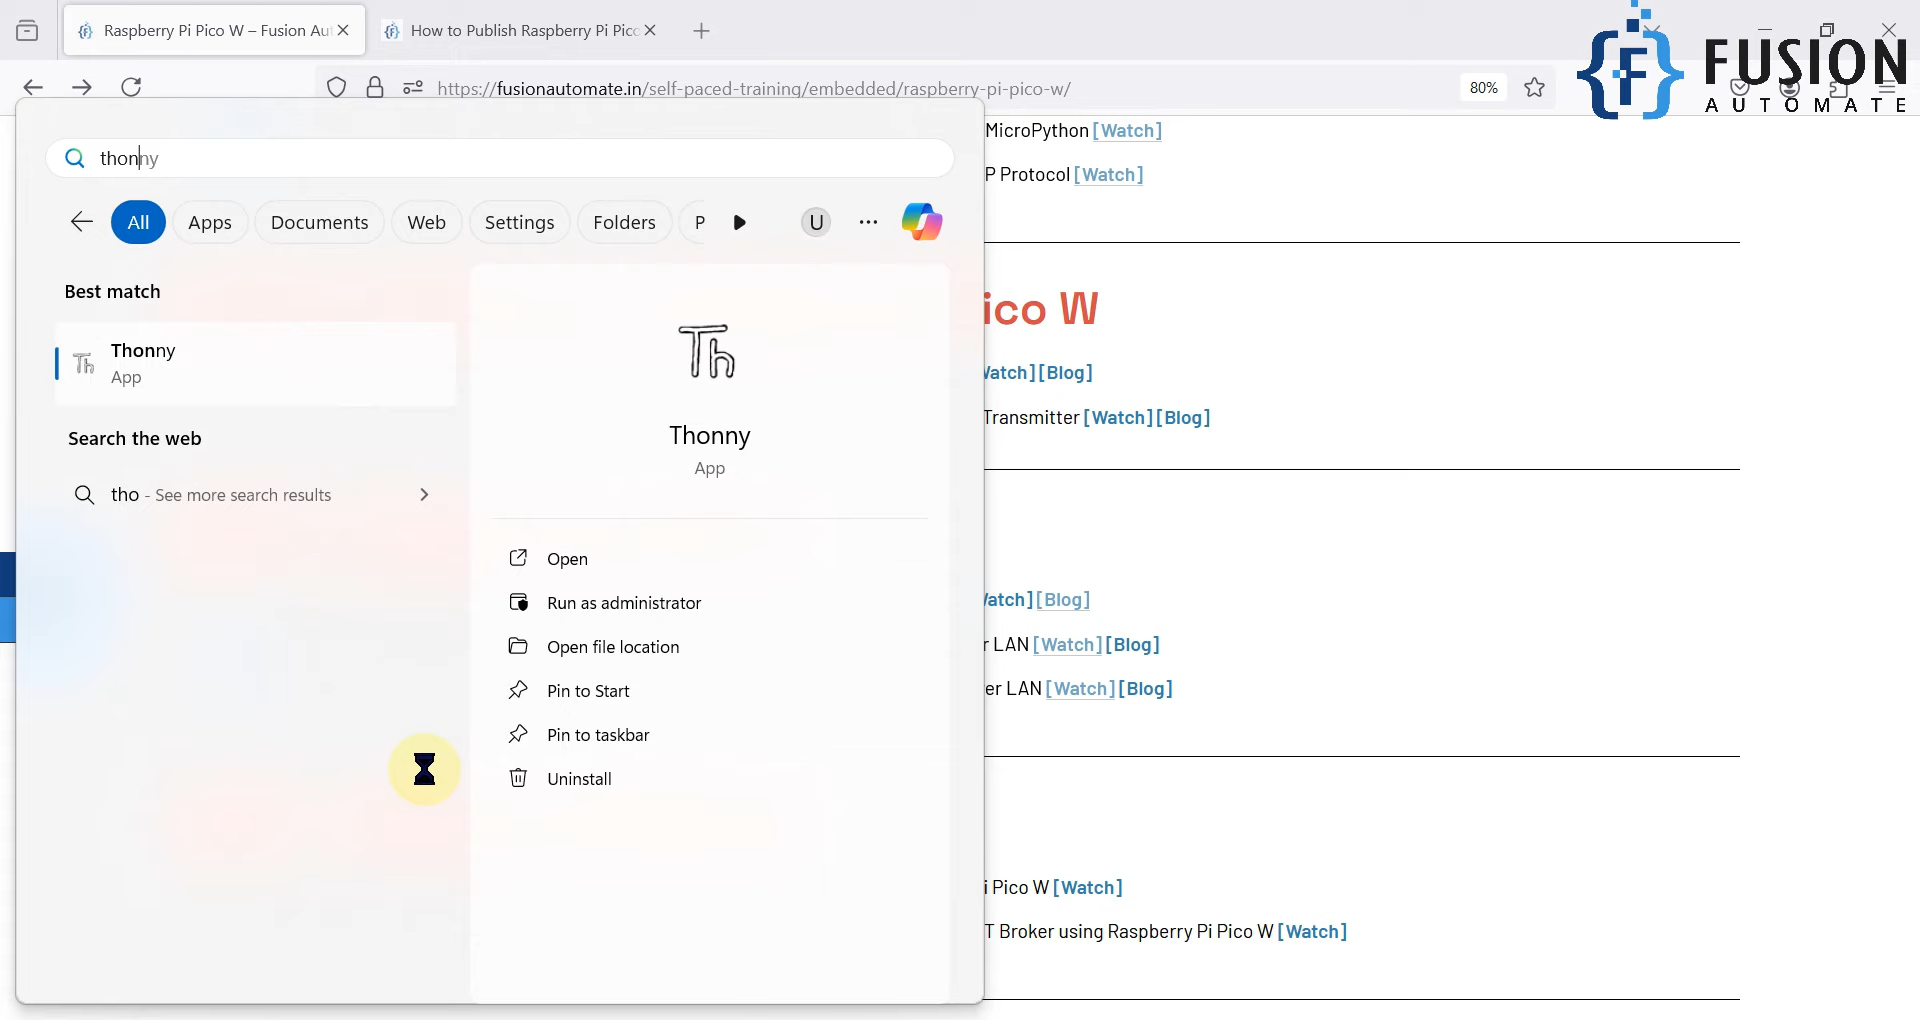 Raspberry Pi Pico W – Fusion Au
How to Publish Raspberry Pi Pic
https://fusionautomate.in/self-paced-training/embedded/raspberry-pi-pico-w/
80%
FUSION
AUTOMATE
thonny
All
Apps
Documents
Web
Settings
Folders
P
U
Best match
Thonny
App
Search the web
tho - See more search results
Th
Thonny
App
Open
Run as administrator
Open file location
Pin to Start
Pin to taskbar
Uninstall
MicroPython [Watch]
P Protocol [Watch]
ico W
Watch][Blog]
Transmitter [Watch][Blog]
Watch][Blog]
r LAN [Watch][Blog]
er LAN [Watch][Blog]
i Pico W [Watch]
T Broker using Raspberry Pi Pico W [Watch]